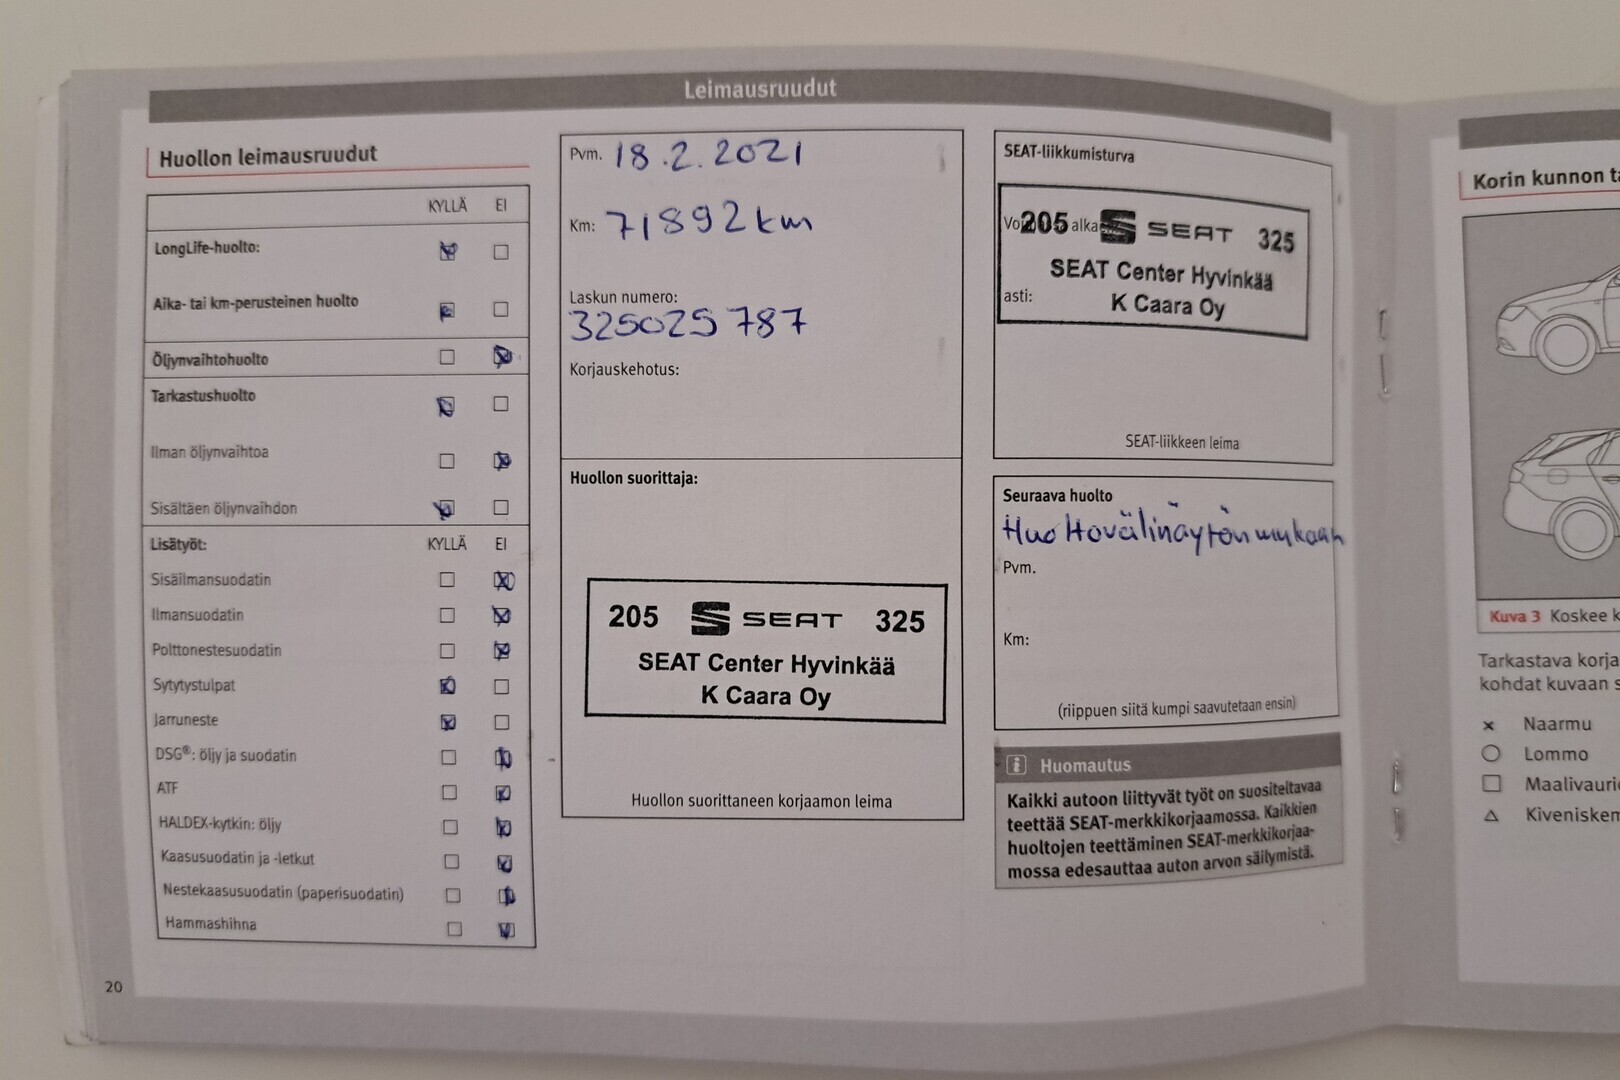 Leimausruudut
Huollon leimausruudut
KYLLÄ EI
LongLife-huolto:
Aika- tai km-perusteinen huolto
Öljynvaihtohuolto
Tarkastushuolto
Ilman öljynvaihtoa
Sisältäen öljynvaihdon
Lisätyöt: KYLLÄ EI
Sisäilmansuodatin
Ilmansuodatin
Polttonestesuodatin
Sytytystulpat
Jarruneste
DSG®: öljy ja suodatin
ATF
HALDEX-kytkin: öljy
Kaasusuodatin ja -letkut
Nestekaasusuodatin (paperisuodatin)
Hammashihna
20
Pvm. 18.2.2021
Km: 71892 km
Laskun numero:
325025787
Korjauskehotus:
Huollon suorittaja:
205 SEAT 325
SEAT Center Hyvinkää
K Caara Oy
Huollon suorittaneen korjaamon leima
SEAT-liikkumisturva
205 SEAT 325
SEAT Center Hyvinkää
asti: K Caara Oy
SEAT-liikkeen leima
Seuraava huolto
Huoltovälinäytön mukaan
Pvm.
Km:
(riippuen siitä kumpi saavutetaan ensin)
i Huomautus
Kaikki autoon liittyvät työt on suositeltavaa
teettää SEAT-merkkikorjaamossa. Kaikkien
huoltojen teettäminen SEAT-merkkikorjaa-
mossa edesauttaa auton arvon säilymistä.
Korin kunnon
Kuva 3 Koskee
Tarkastava
kohdat kuvaan
Naarmu
Lommo